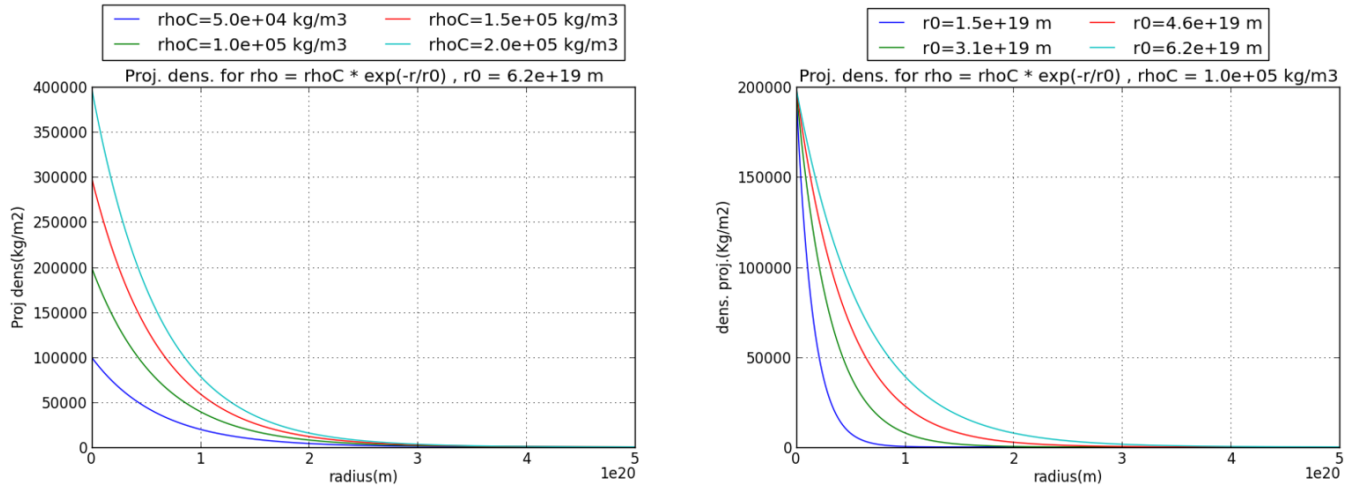 rhoC=5.0e+04 kg/m3 rhoC=1.5e+05 kg/m3
rhoC=1.0e+05 kg/m3 rhoC=2.0e+05 kg/m3
Proj. dens. for rho = rhoC * exp(-r/r0) , r0 = 6.2e+19 m
400000
350000
300000
250000
200000
150000
100000
50000
0
Proj dens(kg/m2)
0 1 2 3 4 5
1e20
radius(m)
r0=1.5e+19 m r0=4.6e+19 m
r0=3.1e+19 m r0=6.2e+19 m
Proj. dens. for rho = rhoC * exp(-r/r0) , rhoC = 1.0e+05 kg/m3
200000
150000
100000
50000
0
dens. proj.(Kg/m2)
0 1 2 3 4 5
1e20
radius(m)